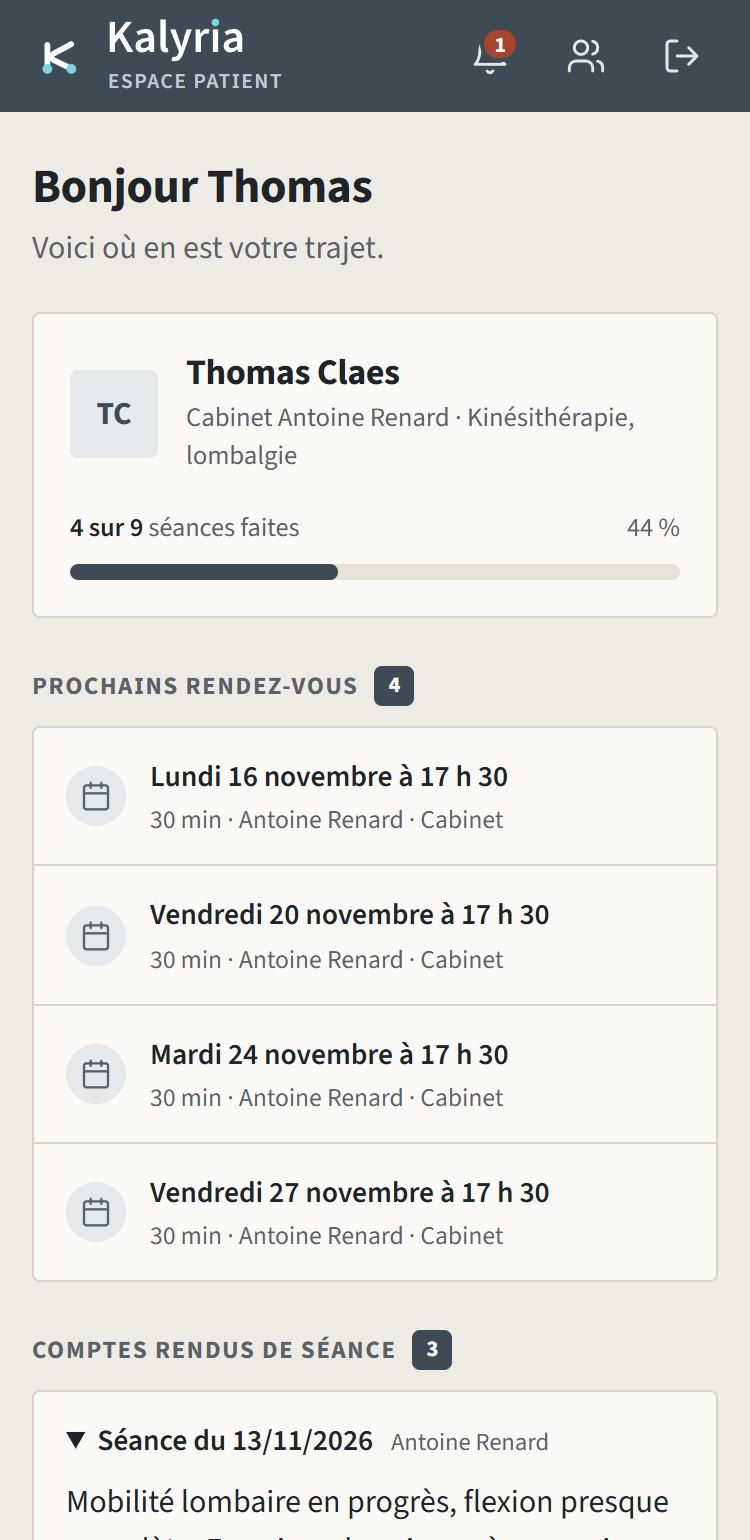 Kalyria
ESPACE PATIENT
1
Bonjour Thomas
Voici où en est votre trajet.
TC
Thomas Claes
Cabinet Antoine Renard · Kinésithérapie,
lombalgie
4 sur 9 séances faites
44 %
PROCHAINS RENDEZ-VOUS 4
Lundi 16 novembre à 17 h 30
30 min · Antoine Renard · Cabinet
Vendredi 20 novembre à 17 h 30
30 min · Antoine Renard · Cabinet
Mardi 24 novembre à 17 h 30
30 min · Antoine Renard · Cabinet
Vendredi 27 novembre à 17 h 30
30 min · Antoine Renard · Cabinet
COMPTES RENDUS DE SÉANCE 3
Séance du 13/11/2026 Antoine Renard
Mobilité lombaire en progrès, flexion presque